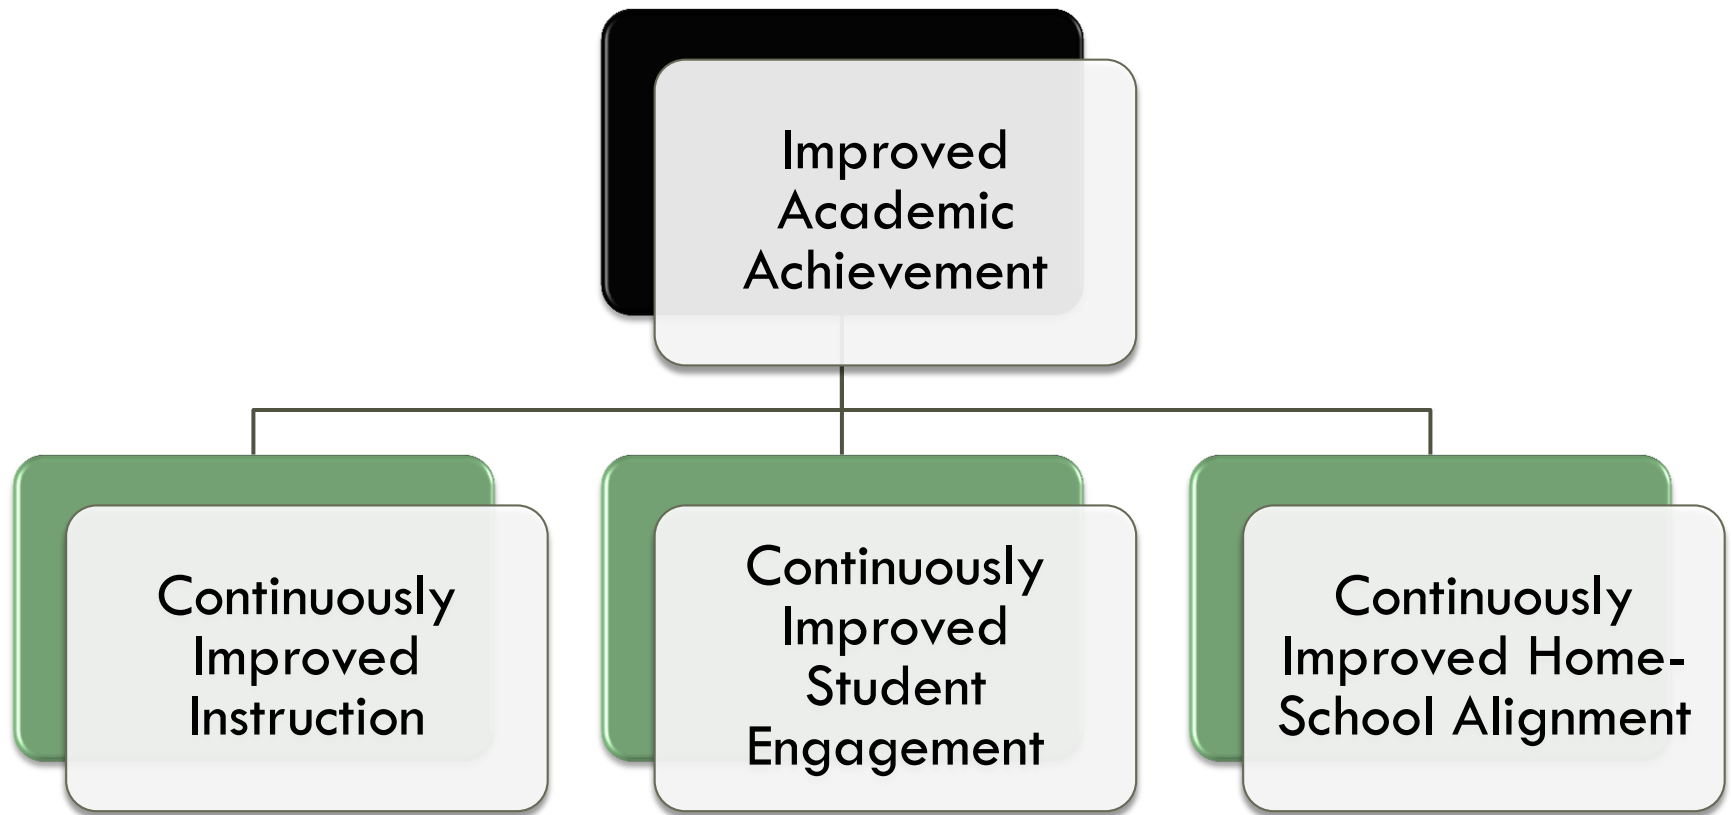 Improved
Academic
Achievement
Continuously
Improved
Instruction
Continuously
Improved
Student
Engagement
Continuously
Improved Home-
School Alignment